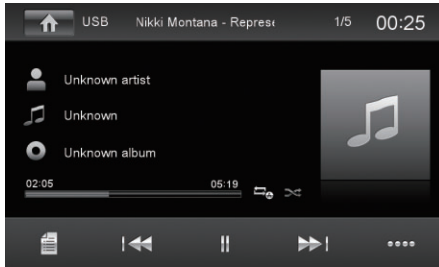 USB Nikki Montana - Represe 1/5 00:25
Unknown artist
Unknown
Unknown album
02:05 05:19